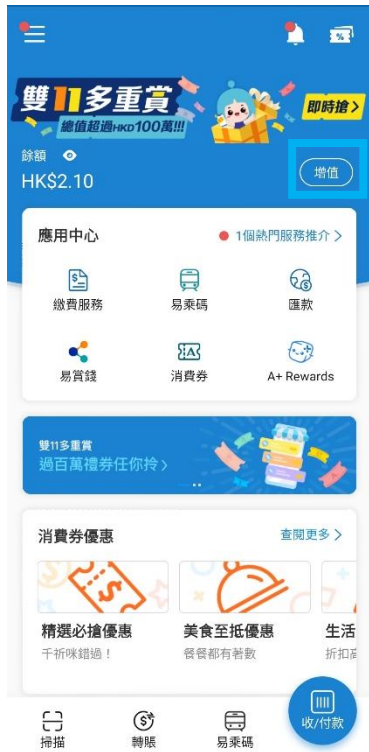 雙11多重賞
總值超過HKD100萬!!!
即時搶>
餘額
HK$2.10
增值
應用中心
1個熱門服務推介 >
繳費服務
易乘碼
匯款
易賞錢
消費券
A+ Rewards
雙11多重賞
過百萬禮券任你拎 >
消費券優惠
查閱更多 >
精選必搶優惠
美食至抵優惠
生活
千祈咪錯過！
餐餐都有著數
折扣高
掃描
轉賬
易乘碼
收/付款